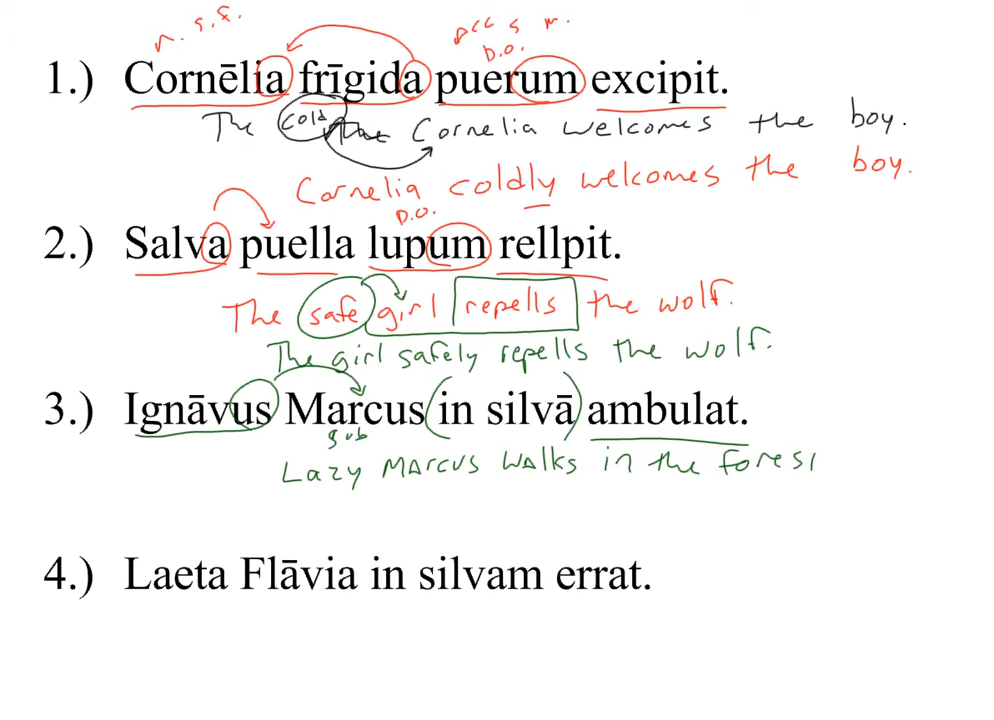 n. s. f. acc s m.
D.O.
1.) Cornēlia frīgida puerum excipit.
The cold the Cornelia welcomes the boy.
Cornelia coldly welcomes the boy.
D.O.
2.) Salva puella lupum rellpit.
The safe girl repells the wolf.
The girl safely repells the wolf.
3.) Ignāvus Marcus (in silvā) ambulat.
sub
Lazy MARCUS WALKS in the Forest
4.) Laeta Flāvia in silvam errat.